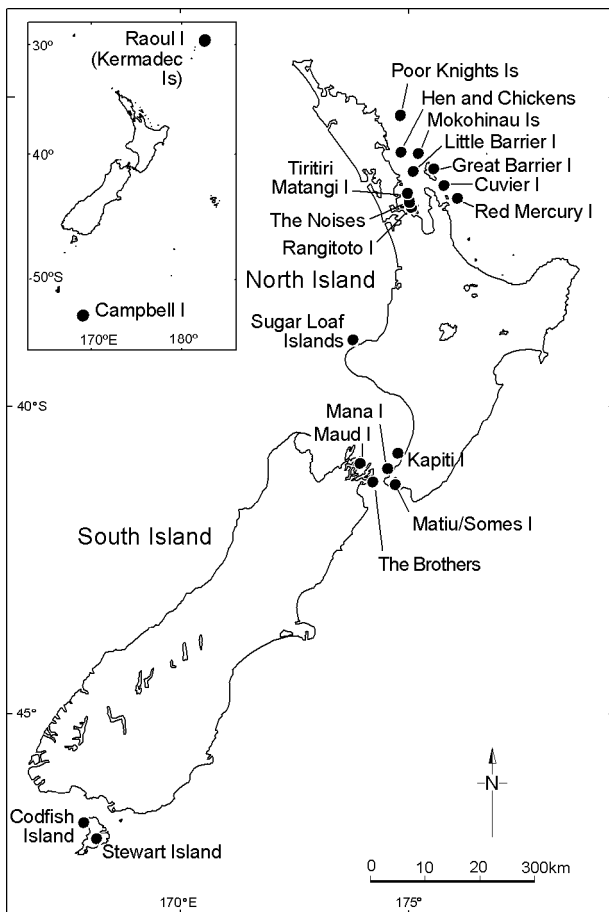 Raoul I
(Kermadec
Is)
30°
40°
50°S
Campbell I
170°E
180°
Poor Knights Is
Hen and Chickens
Mokohinau Is
Little Barrier I
Great Barrier I
Cuvier I
Red Mercury I
Tiritiri
Matangi I
The Noises
Rangitoto I
North Island
Sugar Loaf
Islands
40°S
Mana I
Maud I
Kapiti I
Matiu/Somes I
The Brothers
South Island
45°
Codfish
Island
Stewart Island
N
0 10 20 300km
170°E
175°